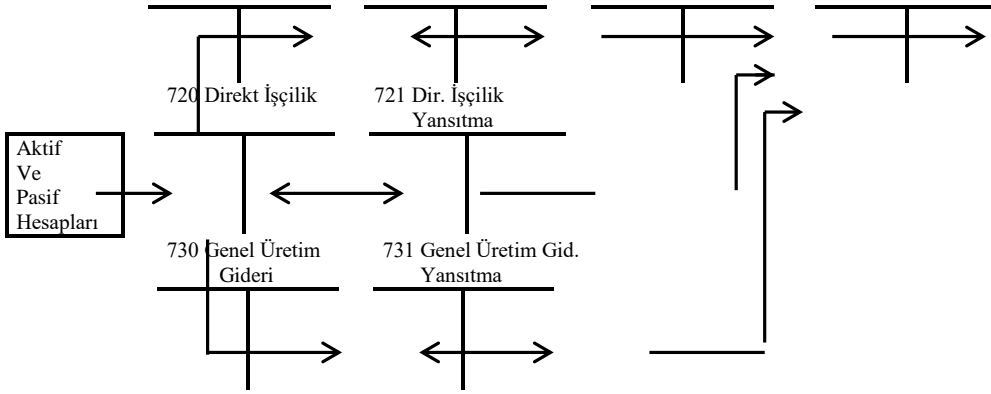 720 Direkt İşçilik
721 Dir. İşçilik
Yansıtma
Aktif
Ve
Pasif
Hesapları
730 Genel Üretim
Gideri
731 Genel Üretim Gid.
Yansıtma